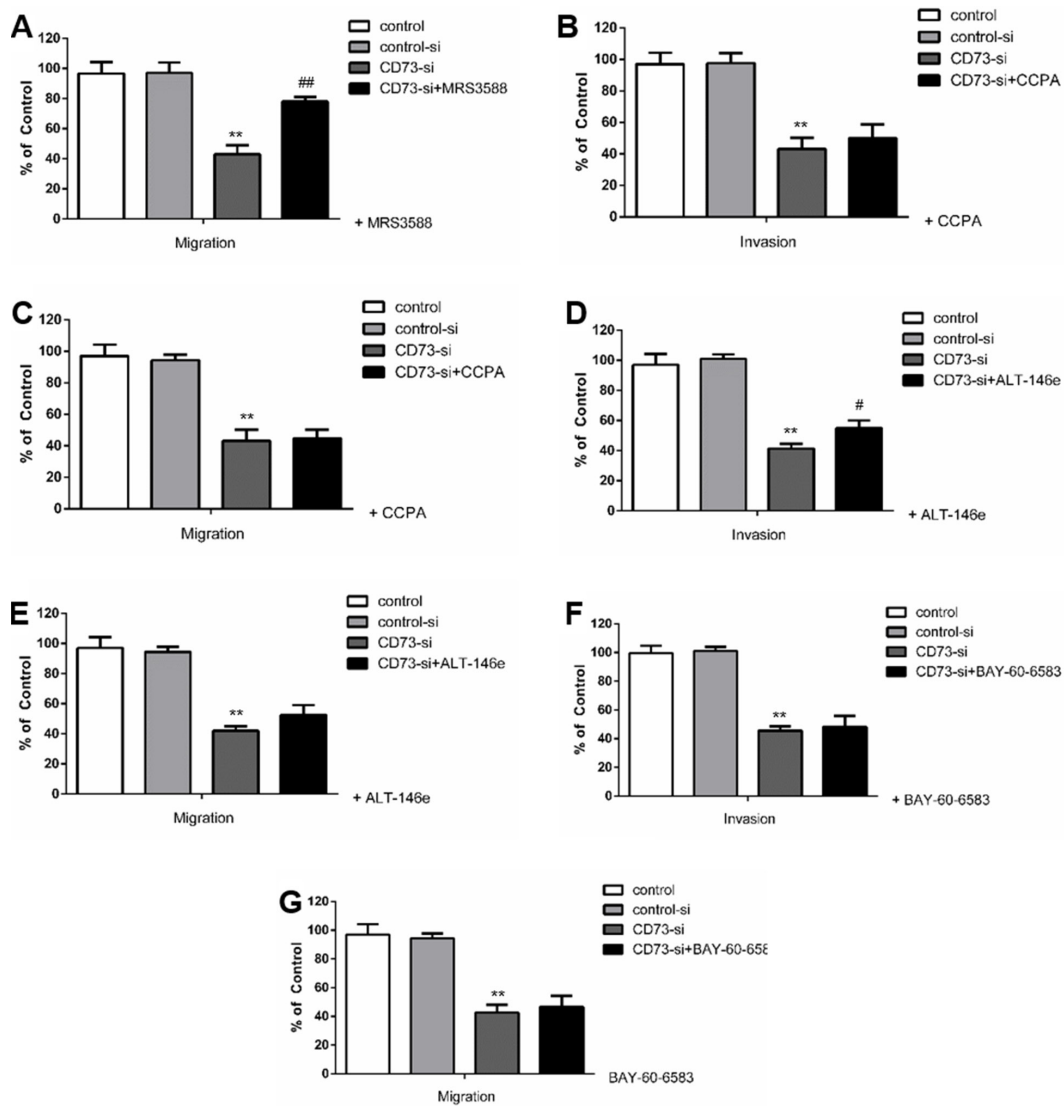 A
control
control-si
CD73-si
CD73-si+MRS3588
% of Control
120
100
80
60
40
20
0
**
##
Migration
+ MRS3588
B
control
control-si
CD73-si
CD73-si+CCPA
% of Control
120
100
80
60
40
20
0
**
Invasion
+ CCPA
C
control
control-si
CD73-si
CD73-si+CCPA
% of Control
120
100
80
60
40
20
0
**
Migration
+ CCPA
D
control
control-si
CD73-si
CD73-si+ALT-146e
% of Control
120
100
80
60
40
20
0
**
#
Invasion
+ ALT-146e
E
control
control-si
CD73-si
CD73-si+ALT-146e
% of Control
120
100
80
60
40
20
0
**
Migration
+ ALT-146e
F
control
control-si
CD73-si
CD73-si+BAY-60-6583
% of Control
120
100
80
60
40
20
0
**
Invasion
+ BAY-60-6583
G
control
control-si
CD73-si
CD73-si+BAY-60-658
% of Control
120
100
80
60
40
20
0
**
Migration
BAY-60-6583